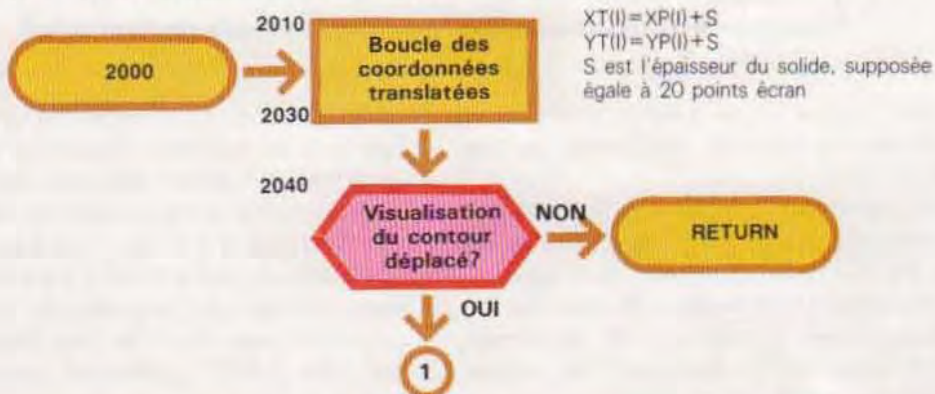 2000
2010
Boucle des
coordonnées
translatées
2030
XT(I)=XP(I)+S
YT(I)=YP(I)+S
S est l'épaisseur du solide, supposée
égale à 20 points écran
2040
Visualisation
du contour
déplacé?
NON
RETURN
OUI
1